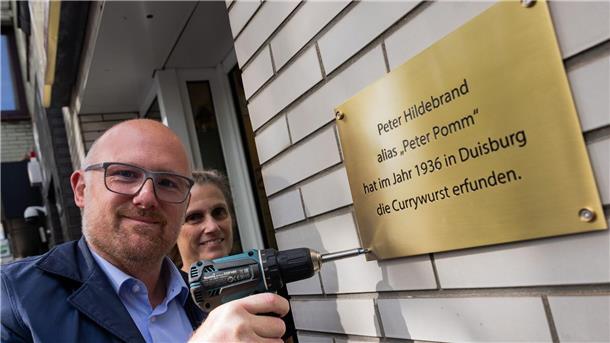 Peter Hildebrand
alias „Peter Pomm“
hat im Jahr 1936 in Duisburg
die Currywurst erfunden.